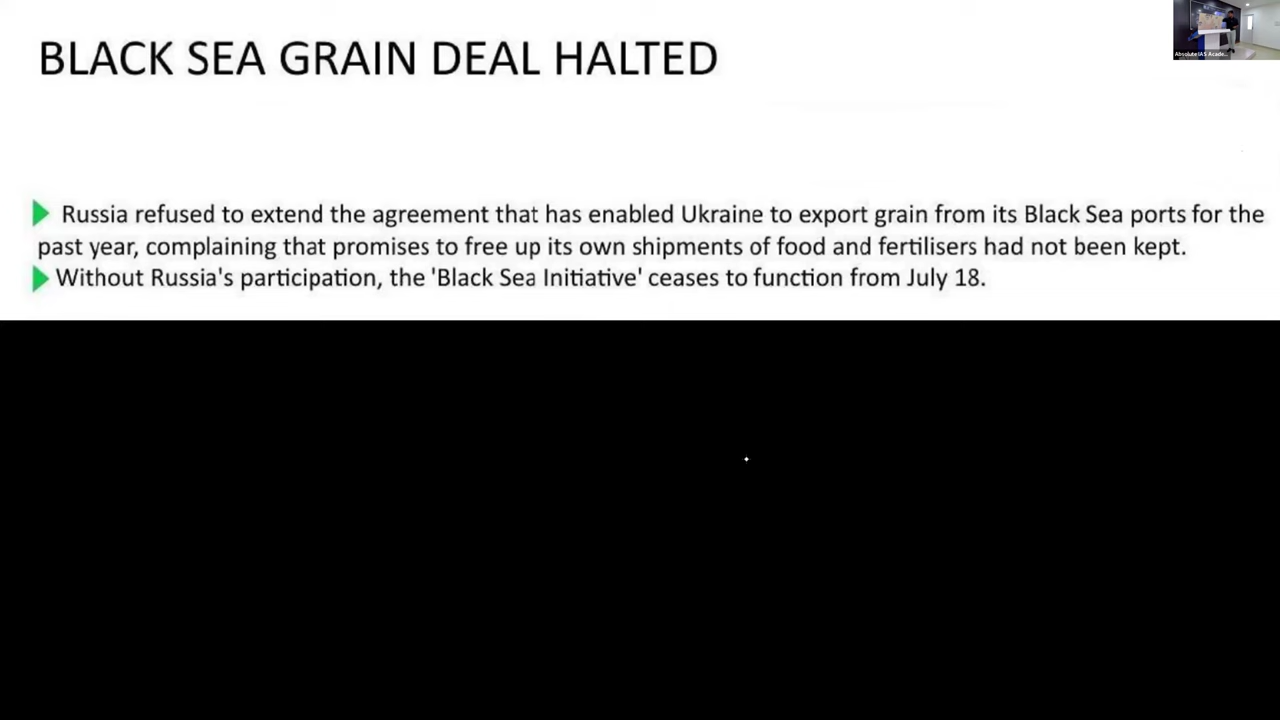 BLACK SEA GRAIN DEAL HALTED
Absolute IAS Acade...
Russia refused to extend the agreement that has enabled Ukraine to export grain from its Black Sea ports for the
past year, complaining that promises to free up its own shipments of food and fertilisers had not been kept.
Without Russia's participation, the 'Black Sea Initiative' ceases to function from July 18.